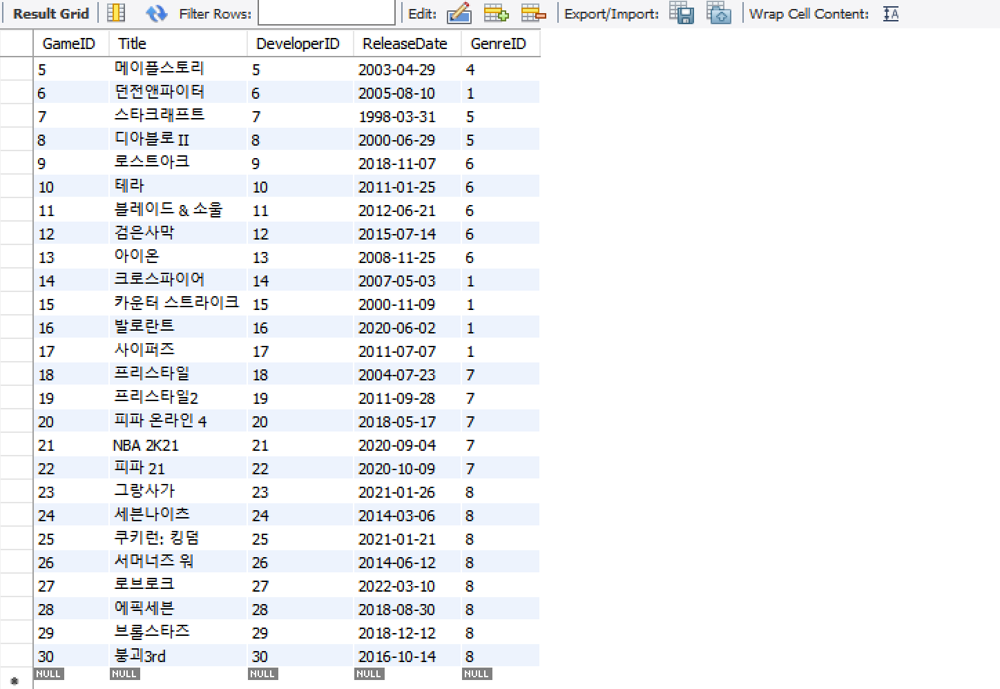 Result Grid Filter Rows: Edit: Export/Import: Wrap Cell Content: IA
GameID Title DeveloperID ReleaseDate GenreID
5 메이플스토리 5 2003-04-29 4
6 던전앤파이터 6 2005-08-10 1
7 스타크래프트 7 1998-03-31 5
8 디아블로 II 8 2000-06-29 5
9 로스트아크 9 2018-11-07 6
10 테라 10 2011-01-25 6
11 블레이드 & 소울 11 2012-06-21 6
12 검은사막 12 2015-07-14 6
13 아이온 13 2008-11-25 6
14 크로스파이어 14 2007-05-03 1
15 카운터 스트라이크 15 2000-11-09 1
16 발로란트 16 2020-06-02 1
17 사이퍼즈 17 2011-07-07 1
18 프리스타일 18 2004-07-23 7
19 프리스타일2 19 2011-09-28 7
20 피파 온라인 4 20 2018-05-17 7
21 NBA 2K21 21 2020-09-04 7
22 피파 21 22 2020-10-09 7
23 그랑사가 23 2021-01-26 8
24 세븐나이츠 24 2014-03-06 8
25 쿠키런: 킹덤 25 2021-01-21 8
26 서머너즈 워 26 2014-06-12 8
27 로브로크 27 2022-03-10 8
28 에픽세븐 28 2018-08-30 8
29 브롤스타즈 29 2018-12-12 8
30 붕괴3rd 30 2016-10-14 8
NULL NULL NULL NULL NULL